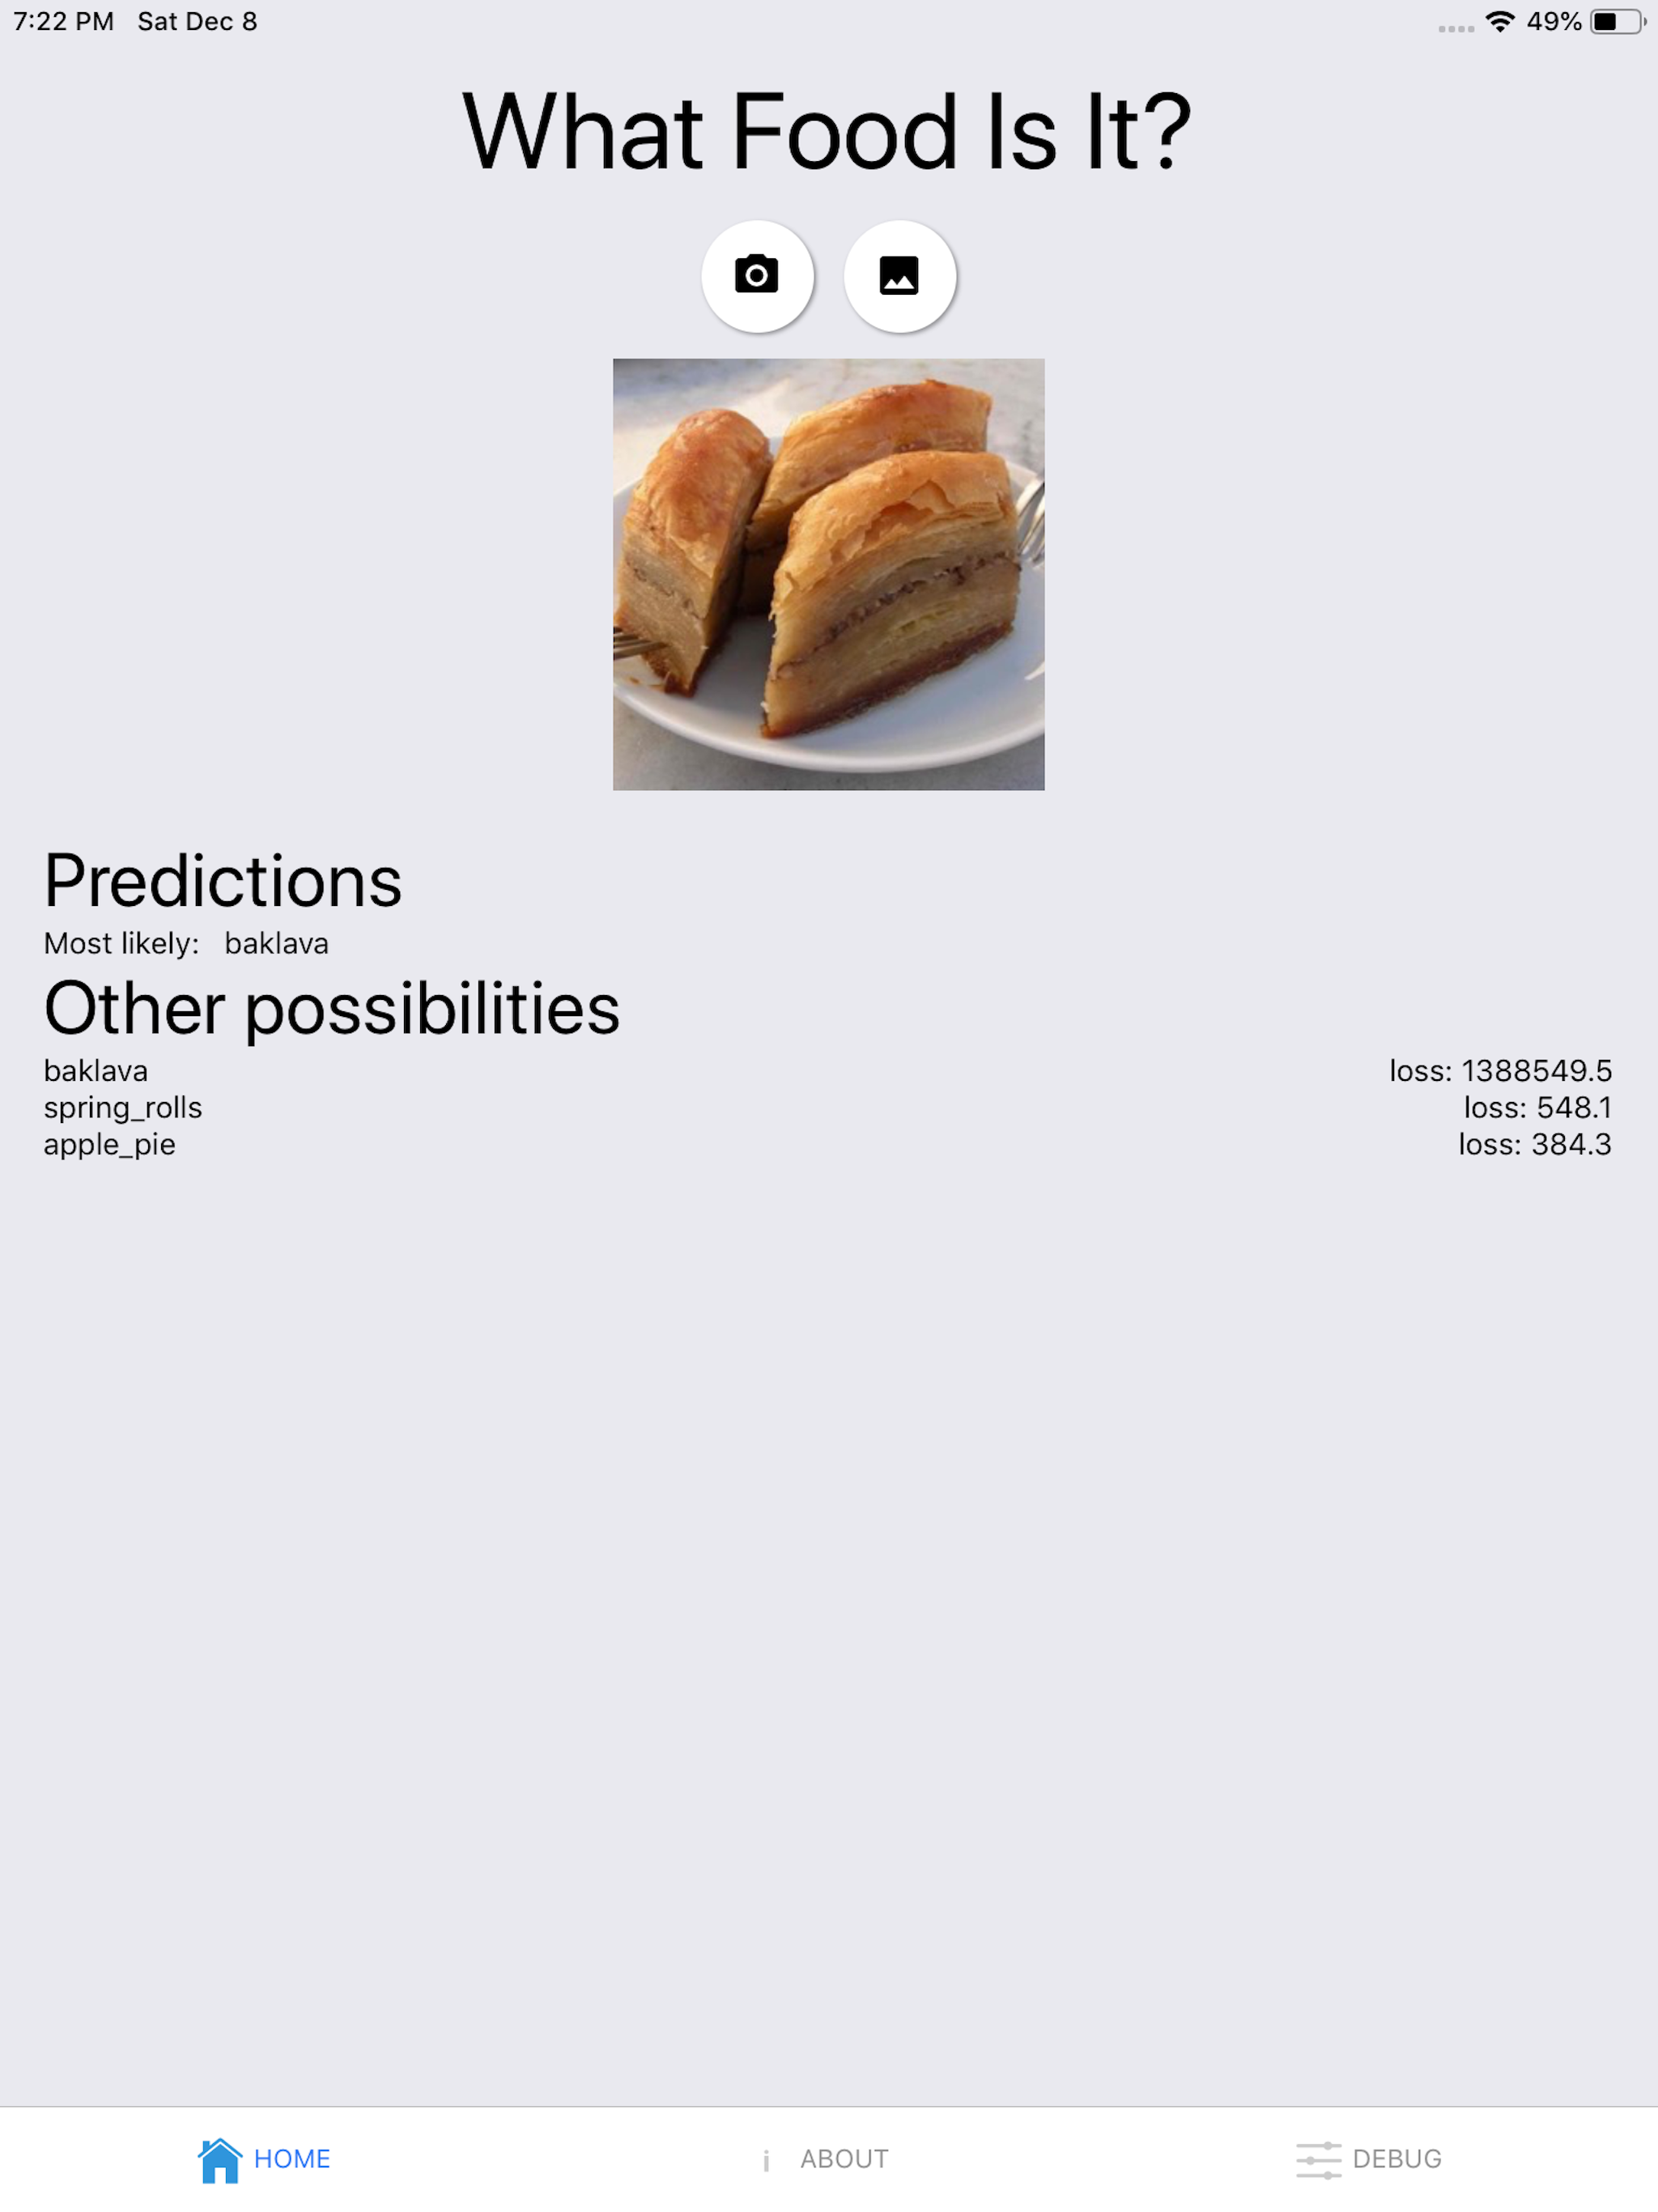 7:22 PM Sat Dec 8 49%
What Food Is It?
Predictions
Most likely: baklava
Other possibilities
baklava loss: 1388549.5
spring_rolls loss: 548.1
apple_pie loss: 384.3
HOME ABOUT DEBUG